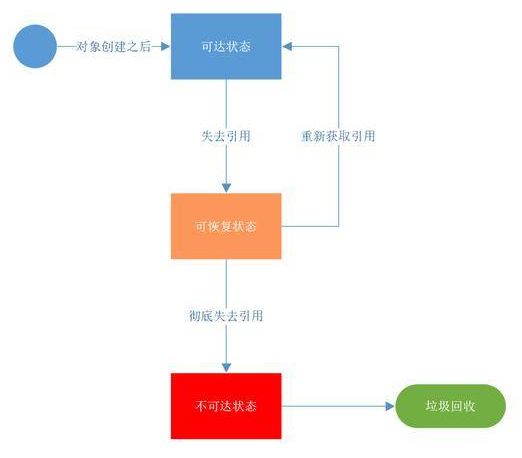 对象创建之后
可达状态
失去引用
重新获取引用
可恢复状态
彻底失去引用
不可达状态
垃圾回收